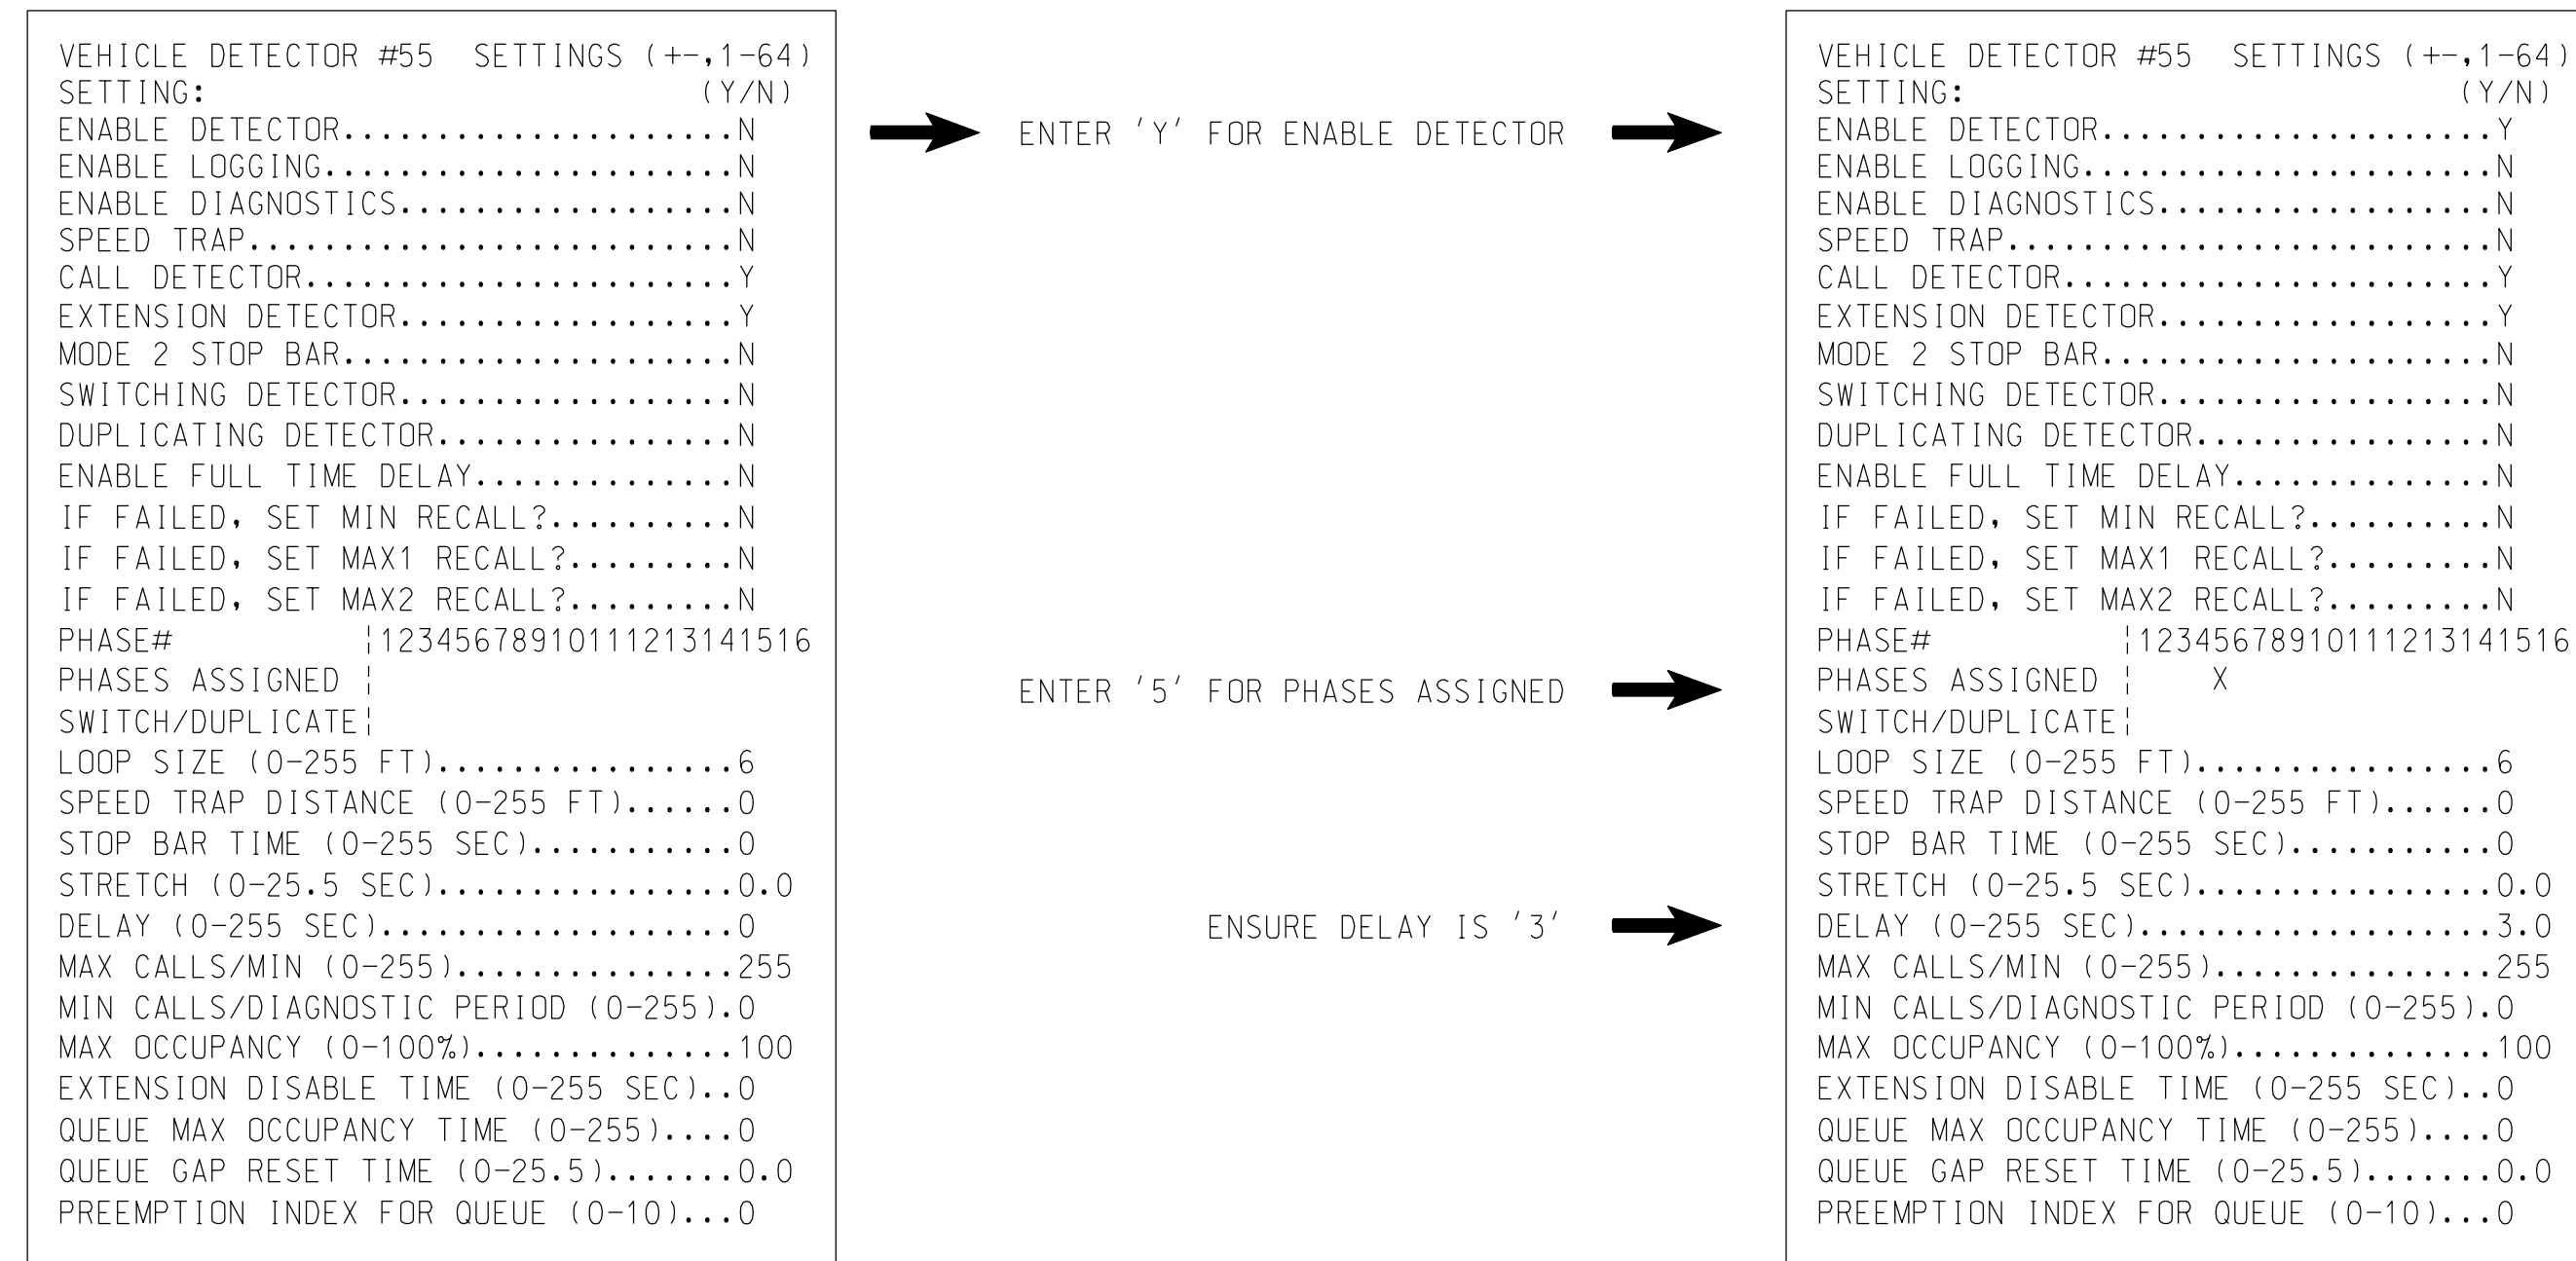 VEHICLE DETECTOR #55  SETTINGS (+-,1-64)
SETTING:                          (Y/N)
ENABLE DETECTOR.....................N
ENABLE LOGGING......................N
ENABLE DIAGNOSTICS..................N
SPEED TRAP..........................N
CALL DETECTOR.......................Y
EXTENSION DETECTOR..................Y
MODE 2 STOP BAR.....................N
SWITCHING DETECTOR..................N
DUPLICATING DETECTOR................N
ENABLE FULL TIME DELAY..............N
IF FAILED, SET MIN RECALL?..........N
IF FAILED, SET MAX1 RECALL?.........N
IF FAILED, SET MAX2 RECALL?.........N
PHASE#          ¦12345678910111213141516
PHASES ASSIGNED ¦
SWITCH/DUPLICATE¦
LOOP SIZE (0-255 FT)................6
SPEED TRAP DISTANCE (0-255 FT)......0
STOP BAR TIME (0-255 SEC)...........0
STRETCH (0-25.5 SEC)................0.0
DELAY (0-255 SEC)...................0
MAX CALLS/MIN (0-255)...............255
MIN CALLS/DIAGNOSTIC PERIOD (0-255).0
MAX OCCUPANCY (0-100%)..............100
EXTENSION DISABLE TIME (0-255 SEC)..0
QUEUE MAX OCCUPANCY TIME (0-255)....0
QUEUE GAP RESET TIME (0-25.5).......0.0
PREEMPTION INDEX FOR QUEUE (0-10)...0
ENTER 'Y' FOR ENABLE DETECTOR
ENTER '5' FOR PHASES ASSIGNED
ENSURE DELAY IS '3'
VEHICLE DETECTOR #55  SETTINGS (+-,1-64)
SETTING:                          (Y/N)
ENABLE DETECTOR.....................Y
ENABLE LOGGING......................N
ENABLE DIAGNOSTICS..................N
SPEED TRAP..........................N
CALL DETECTOR.......................Y
EXTENSION DETECTOR..................Y
MODE 2 STOP BAR.....................N
SWITCHING DETECTOR..................N
DUPLICATING DETECTOR................N
ENABLE FULL TIME DELAY..............N
IF FAILED, SET MIN RECALL?..........N
IF FAILED, SET MAX1 RECALL?.........N
IF FAILED, SET MAX2 RECALL?.........N
PHASE#          ¦12345678910111213141516
PHASES ASSIGNED ¦    X
SWITCH/DUPLICATE¦
LOOP SIZE (0-255 FT)................6
SPEED TRAP DISTANCE (0-255 FT)......0
STOP BAR TIME (0-255 SEC)...........0
STRETCH (0-25.5 SEC)................0.0
DELAY (0-255 SEC)...................3.0
MAX CALLS/MIN (0-255)...............255
MIN CALLS/DIAGNOSTIC PERIOD (0-255).0
MAX OCCUPANCY (0-100%)..............100
EXTENSION DISABLE TIME (0-255 SEC)..0
QUEUE MAX OCCUPANCY TIME (0-255)....0
QUEUE GAP RESET TIME (0-25.5).......0.0
PREEMPTION INDEX FOR QUEUE (0-10)...0